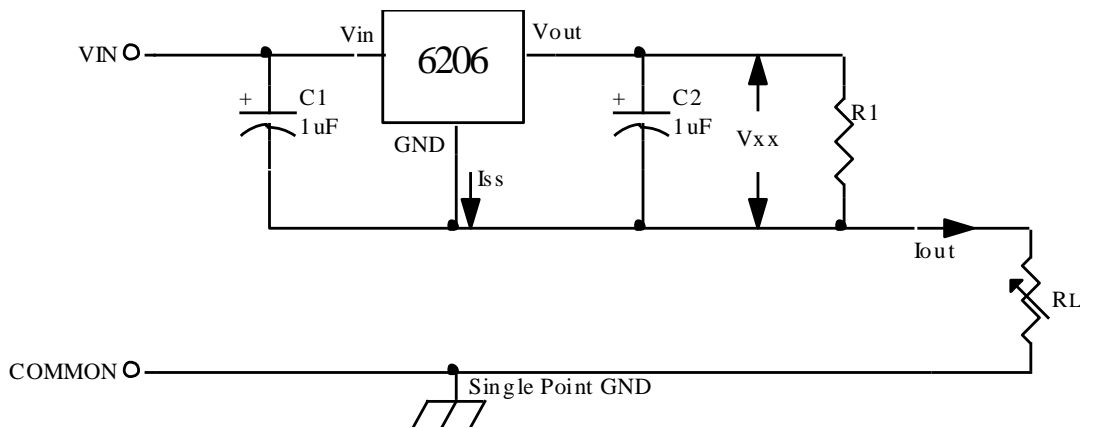 VIN
Vin
6206
Vout
+
C1
1uF
GND
Iss
+
C2
1uF
Vxx
R1
Iout
RL
COMMON
Single Point GND